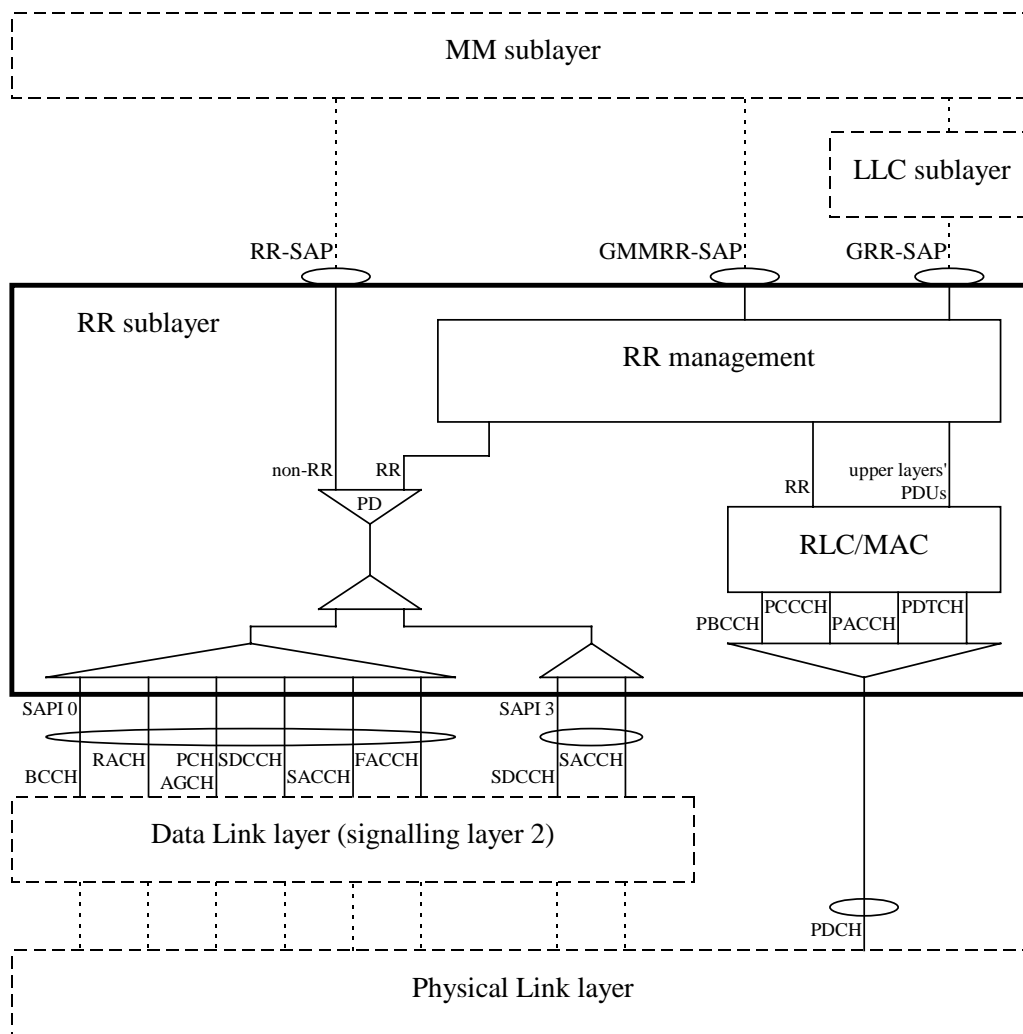 MM sublayer
LLC sublayer
RR-SAP
GMMRR-SAP
GRR-SAP
RR sublayer
RR management
non-RR
RR
PD
RR
upper layers'
PDUs
RLC/MAC
PBCCH
PCCCH
PACCH
PDTCH
SAPI 0
SAPI 3
BCCH
RACH
PCH
AGCH
SDCCH
SACCH
FACCH
SDCCH
SACCH
Data Link layer (signalling layer 2)
PDCH
Physical Link layer